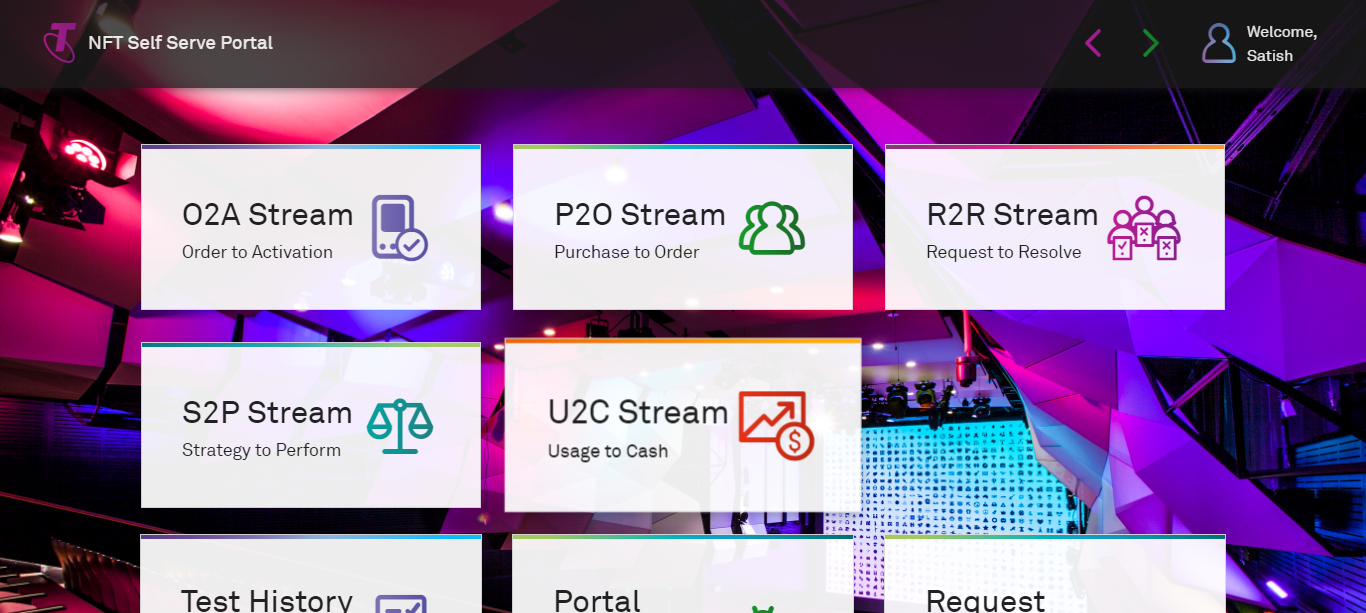 NFT Self Serve Portal
Welcome,
Satish
O2A Stream
Order to Activation
P2O Stream
Purchase to Order
R2R Stream
Request to Resolve
S2P Stream
Strategy to Perform
U2C Stream
Usage to Cash
Test History
Portal
Request